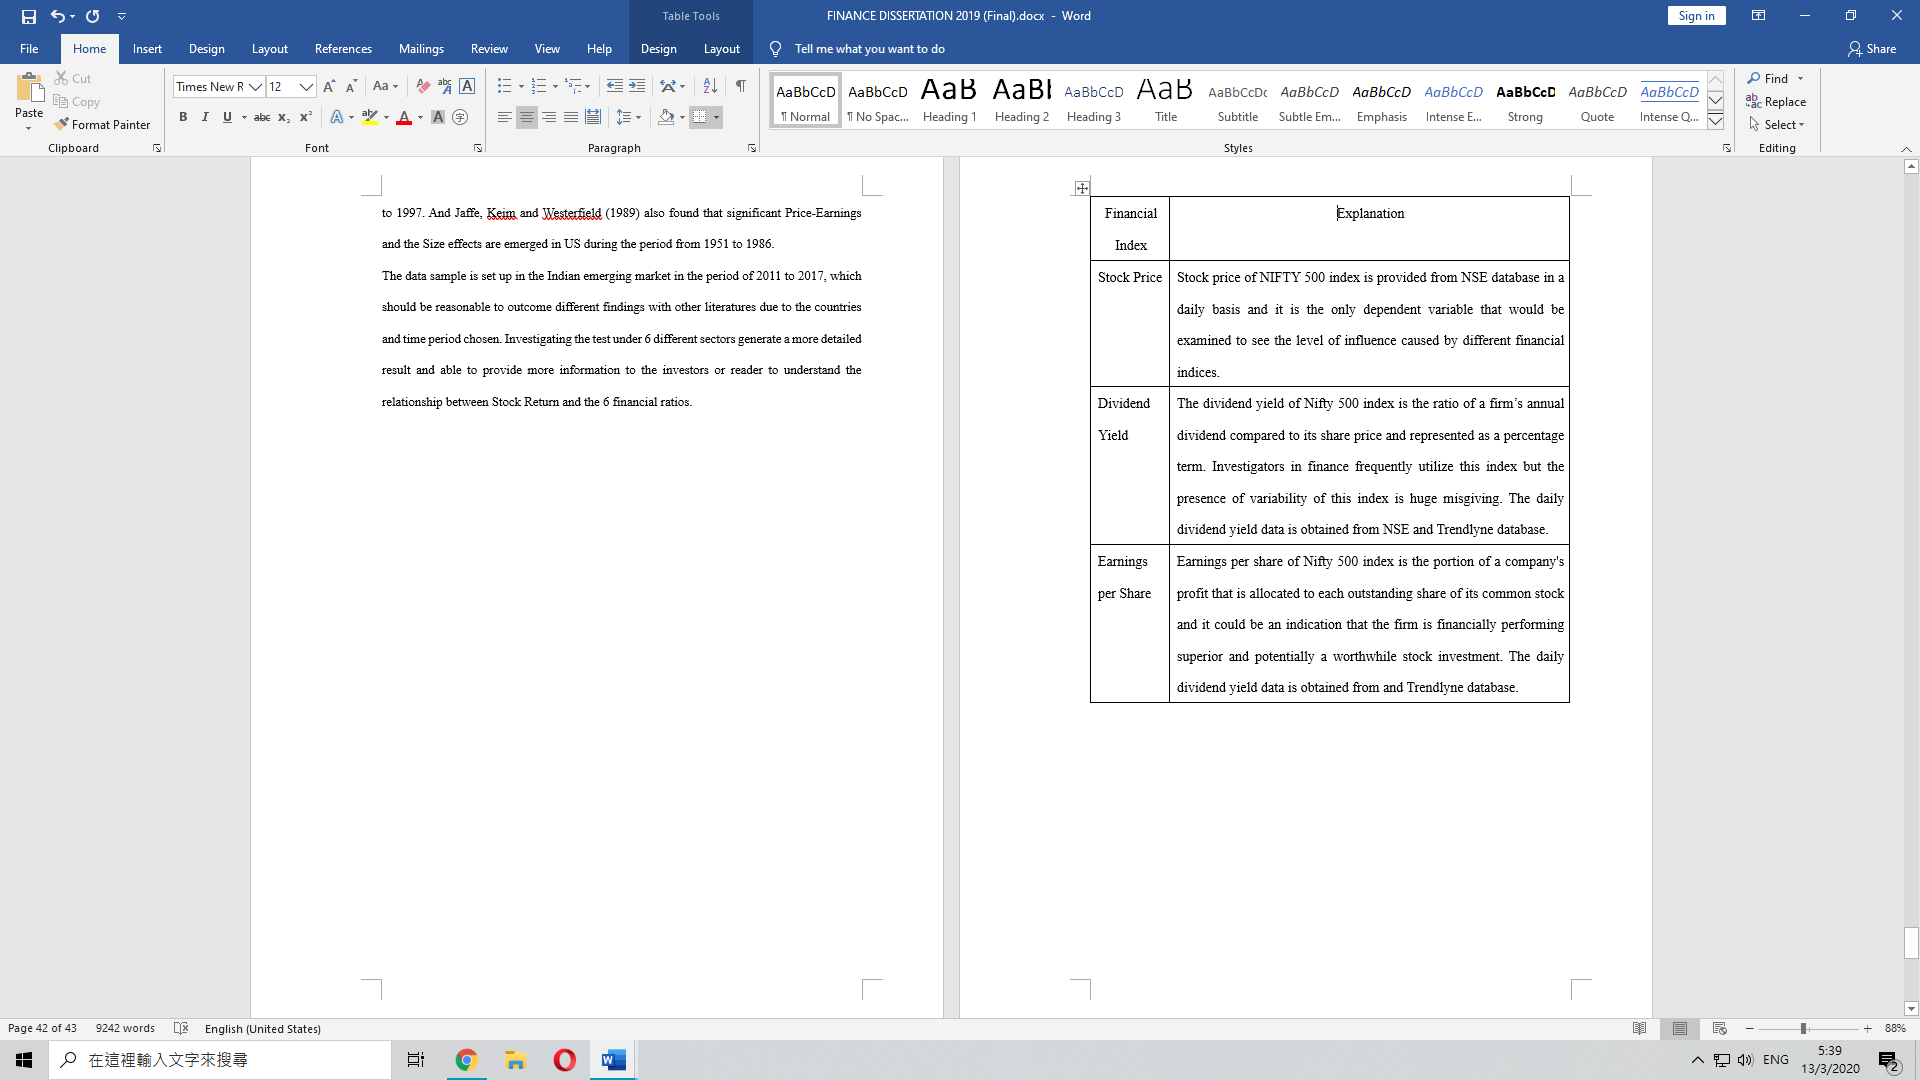 Table Tools
FINANCE DISSERTATION 2019 (Final).docx - Word
Sign in
File Home Insert Design Layout References Mailings Review View Help Design Layout Tell me what you want to do Share
Paste
Cut
Copy
Format Painter
Clipboard
Times New R 12
Font
Paragraph
AaBbCcD ¶ Normal
AaBbCcD ¶ No Spac...
AaB Heading 1
AaBl Heading 2
AaBbCcD Heading 3
AaB Title
AaBbCcDc Subtitle
AaBbCcD Subtle Em...
AaBbCcD Emphasis
AaBbCcD Intense E...
AaBbCcD Strong
AaBbCcD Quote
AaBbCcD Intense Q...
Styles
Find
Replace
Select
Editing
to 1997. And Jaffe, Keim and Westerfield (1989) also found that significant Price-Earnings
and the Size effects are emerged in US during the period from 1951 to 1986.
The data sample is set up in the Indian emerging market in the period of 2011 to 2017, which
should be reasonable to outcome different findings with other literatures due to the countries
and time period chosen. Investigating the test under 6 different sectors generate a more detailed
result and able to provide more information to the investors or reader to understand the
relationship between Stock Return and the 6 financial ratios.
Financial
Index
Explanation
Stock Price
Stock price of NIFTY 500 index is provided from NSE database in a
daily basis and it is the only dependent variable that would be
examined to see the level of influence caused by different financial
indices.
Dividend
Yield
The dividend yield of Nifty 500 index is the ratio of a firm’s annual
dividend compared to its share price and represented as a percentage
term. Investigators in finance frequently utilize this index but the
presence of variability of this index is huge misgiving. The daily
dividend yield data is obtained from NSE and Trendlyne database.
Earnings
per Share
Earnings per share of Nifty 500 index is the portion of a company's
profit that is allocated to each outstanding share of its common stock
and it could be an indication that the firm is financially performing
superior and potentially a worthwhile stock investment. The daily
dividend yield data is obtained from and Trendlyne database.
Page 42 of 43 9242 words English (United States) 88%
在這裡輸入文字來搜尋
ENG
5:39
13/3/2020
2